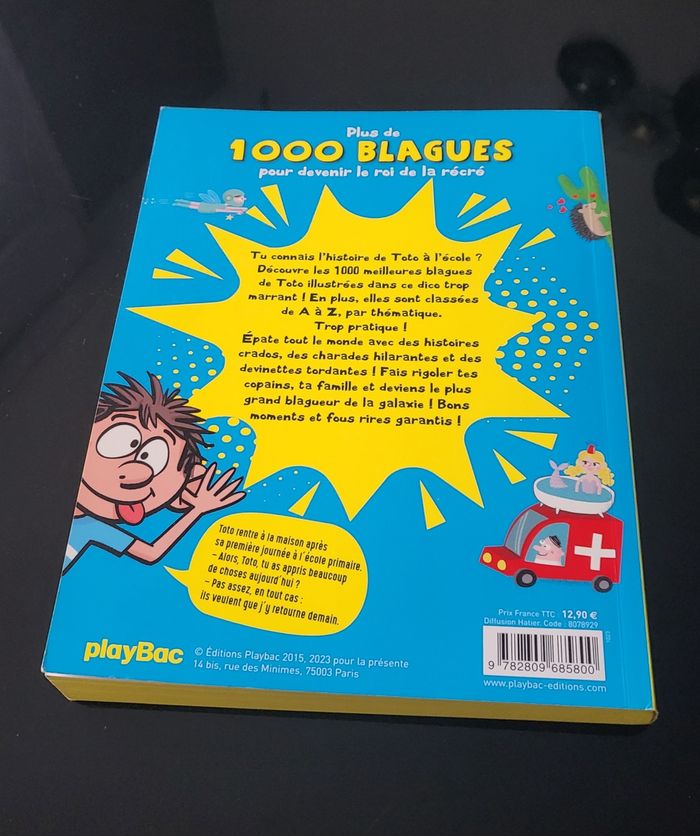 Plus de
1000 BLAGUES
pour devenir le roi de la récré
Tu connais l'histoire de Toto à l'école ?
Découvre les 1000 meilleures blagues
de Toto illustrées dans ce dico trop
marrant ! En plus, elles sont classées
de A à Z, par thématique.
Trop pratique !
Épate tout le monde avec des histoires
crados, des charades hilarantes et des
devinettes tordantes ! Fais rigoler tes
copains, ta famille et deviens le plus
grand blagueur de la galaxie ! Bons
moments et fous rires garantis !
Toto rentre à la maison après
sa première journée à l'école primaire.
– Alors, Toto, tu as appris beaucoup
de choses aujourd'hui ?
– Pas assez, en tout cas :
ils veulent que j'y retourne demain.
playBac
© Éditions Playbac 2015, 2023 pour la présente
14 bis, rue des Minimes, 75003 Paris
Prix France TTC : 12,90 €
Diffusion Hatier. Code : 8078929
1023
9 782809 685800
www.playbac-editions.com